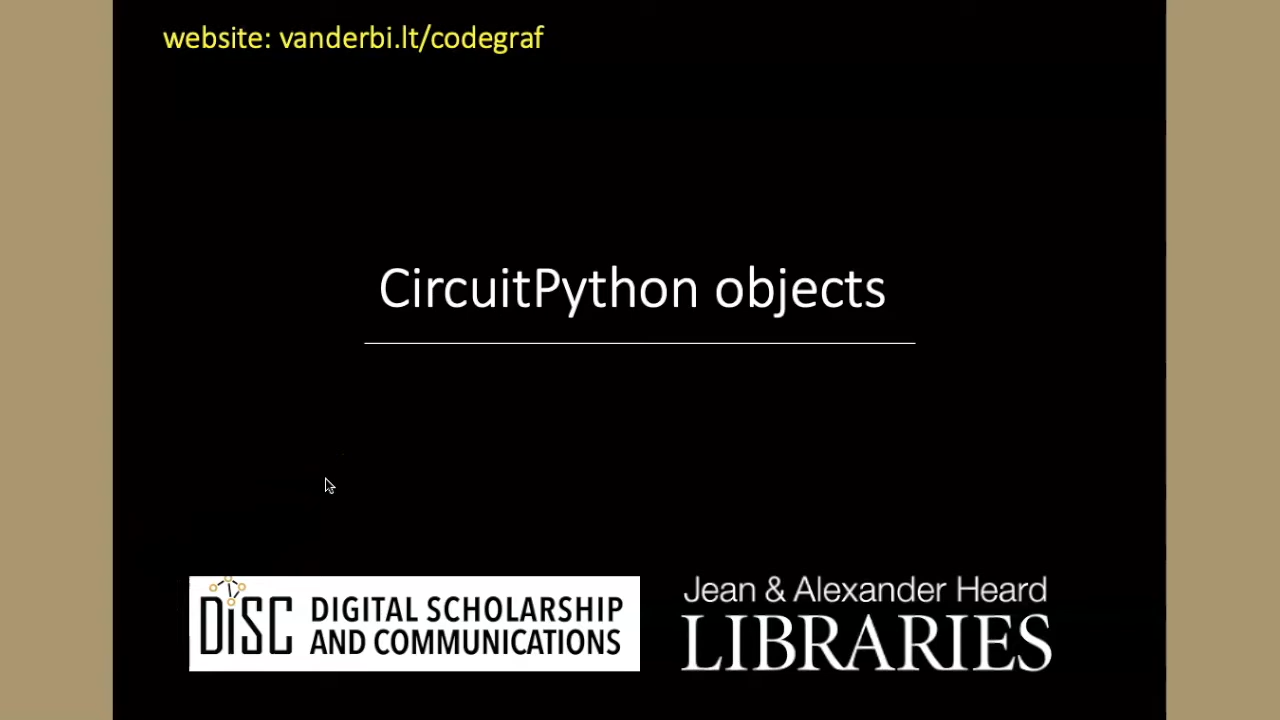 website: vanderbi.lt/codegraf
CircuitPython objects
DiSC DIGITAL SCHOLARSHIP
AND COMMUNICATIONS
Jean & Alexander Heard
LIBRARIES